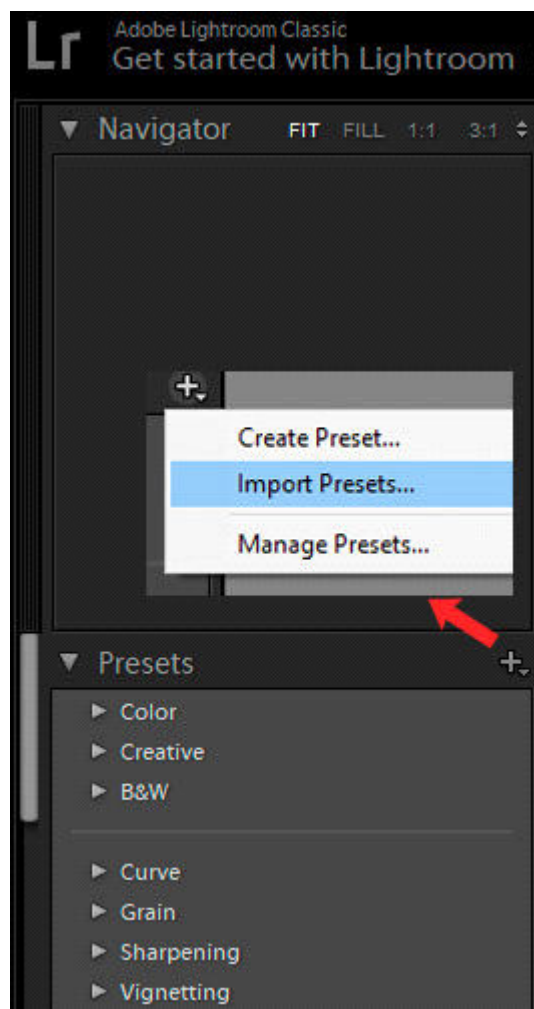 Lr
Adobe Lightroom Classic
Get started with Lightroom
Navigator FIT FILL 1:1 3:1
Create Preset...
Import Presets...
Manage Presets...
Presets
Color
Creative
B&W
Curve
Grain
Sharpening
Vignetting